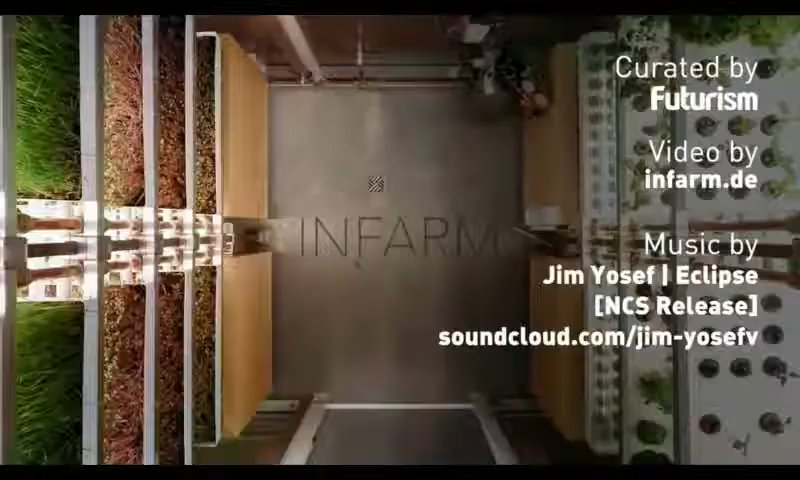 Curated by
Futurism
Video by
infarm.de
INFARM
Music by
Jim Yosef | Eclipse
[NCS Release]
soundcloud.com/jim-yosefv